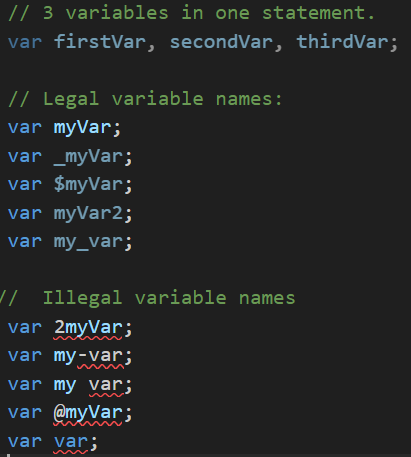 // 3 variables in one statement.
var firstVar, secondVar, thirdVar;
// Legal variable names:
var myVar;
var _myVar;
var $myVar;
var myVar2;
var my_var;
//  Illegal variable names
var 2myVar;
var my-var;
var my var;
var @myVar;
var var;